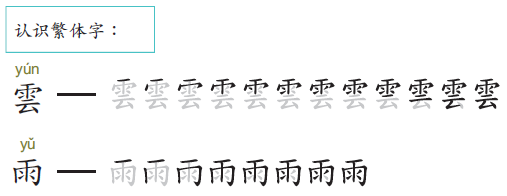 认识繁体字：
yún
雲 — 雲 雲 雲 雲 雲 雲 雲 雲 雲 雲 雲 雲
yǔ
雨 — 雨 雨 雨 雨 雨 雨 雨 雨